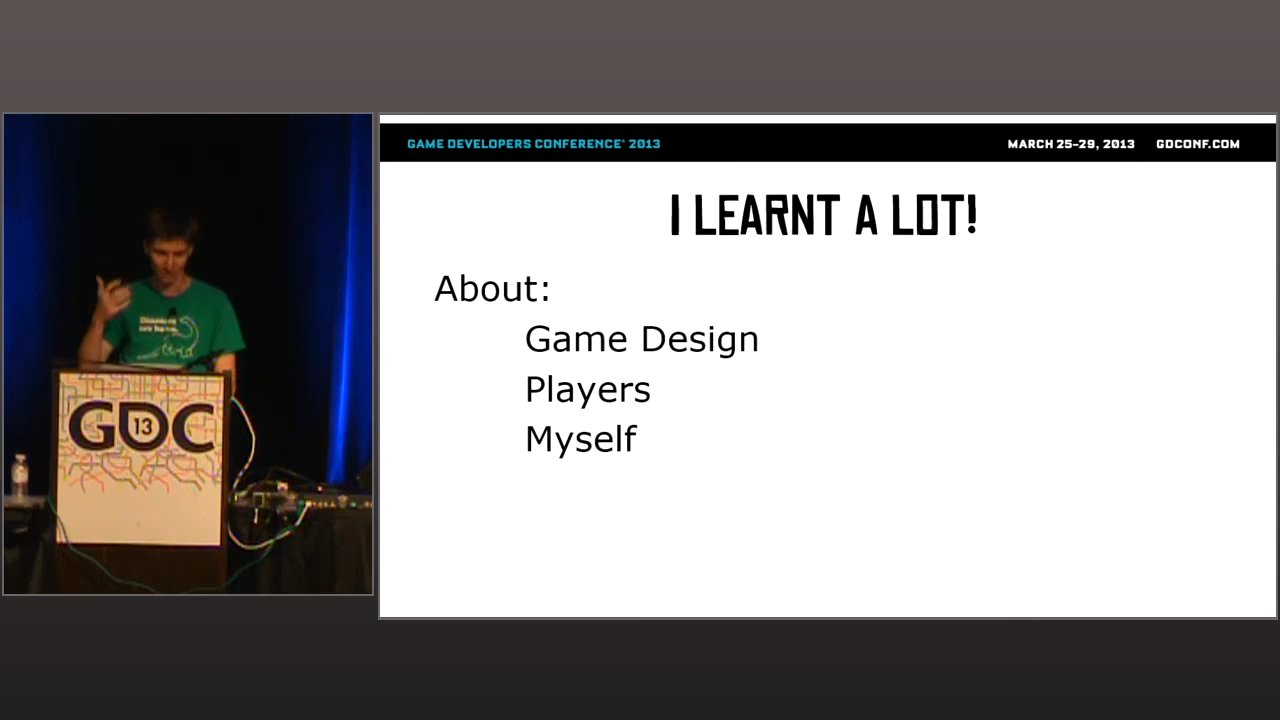 GAME DEVELOPERS CONFERENCE® 2013
MARCH 25-29, 2013 GDCONF.COM
I LEARNT A LOT!
About:
Game Design
Players
Myself
GDC
13